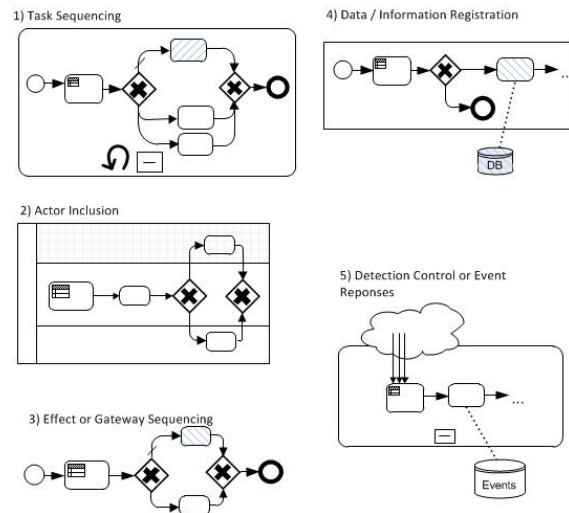 1) Task Sequencing
2) Actor Inclusion
3) Effect or Gateway Sequencing
4) Data / Information Registration
...
DB
5) Detection Control or Event
Reponses
...
Events